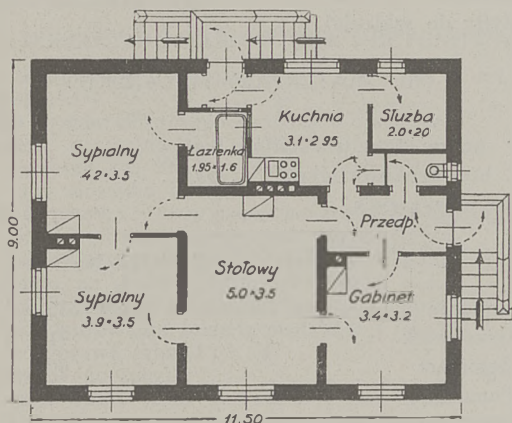 Kuchnia
3.1×2.95
Służba
2.0×20
Sypialny
4.2×3.5
Łazienka
1.95×1.6
Przedp.
9.00
Stołowy
5.0×3.5
Sypialny
3.9×3.5
Gabinet
3.4×3.2
11.50